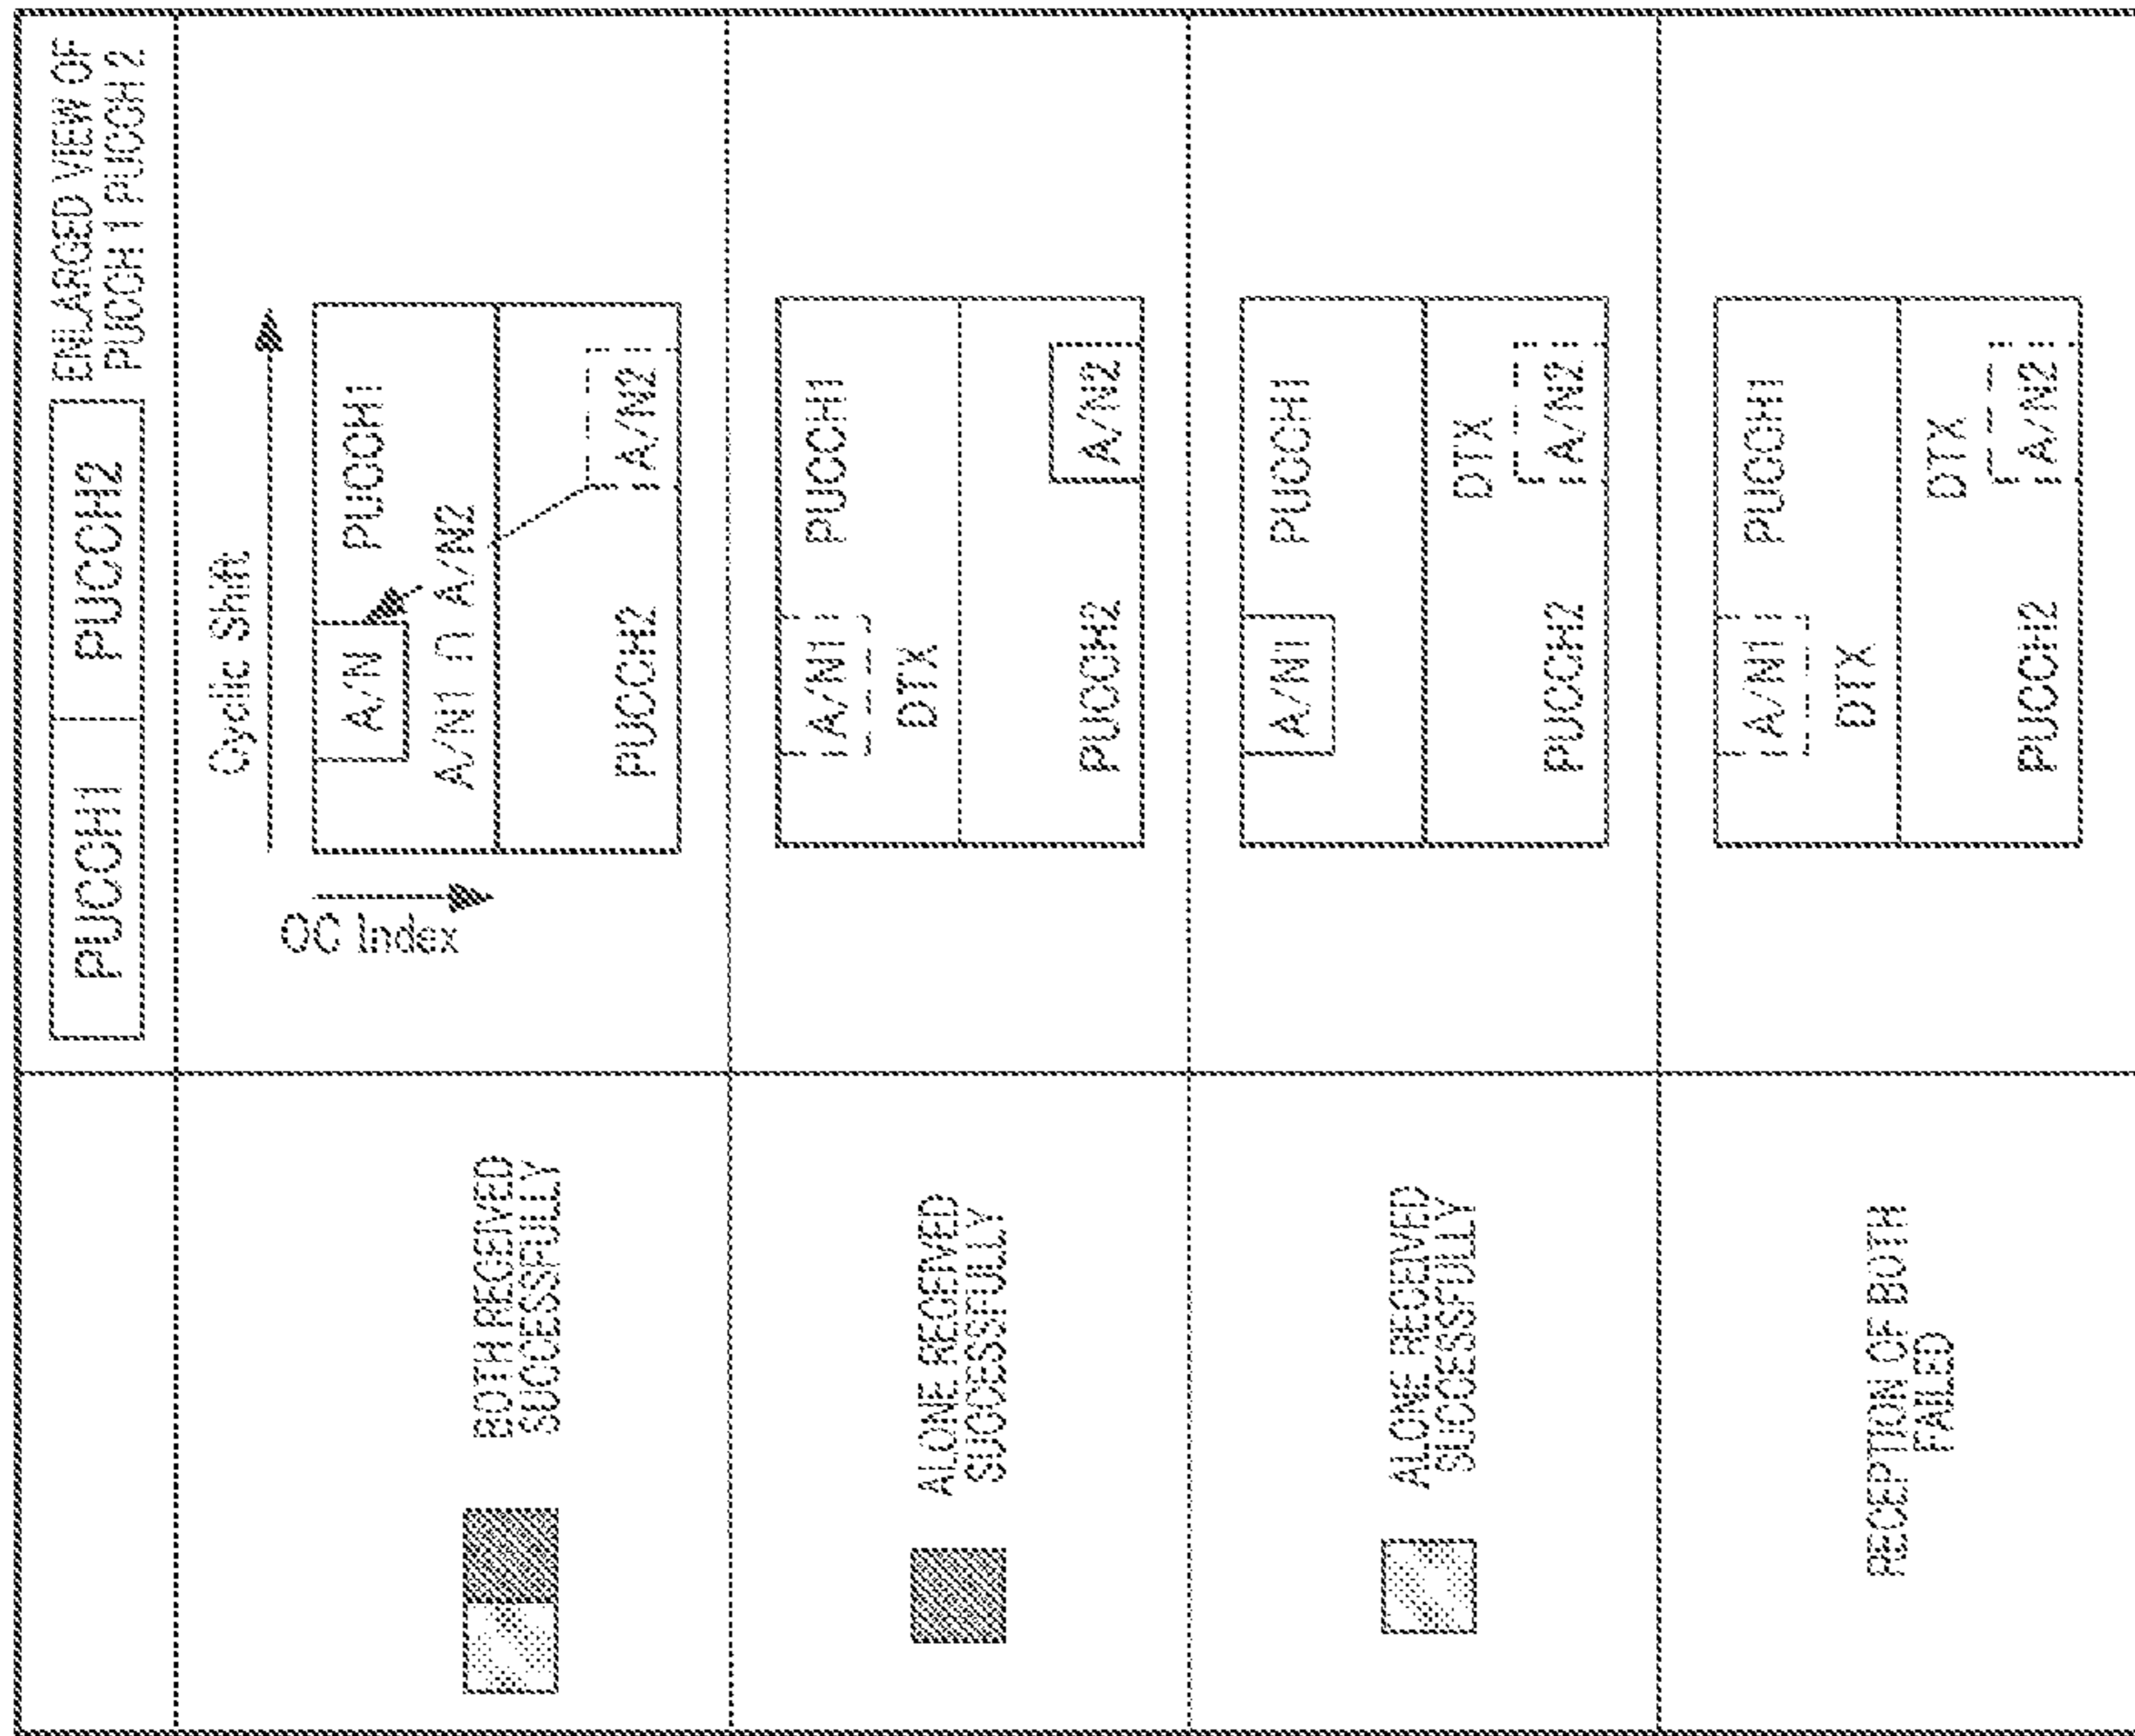 PUCCH1 PUCCH2 ENLARGED VIEW OF
PUCCH 1 PUCCH 2
BOTH RECEIVED
SUCCESSFULLY
Cyclic Shift
OC Index
A/N PUCCH1
A/N1 ∩ A/N2
PUCCH2 A/N2
ALONE RECEIVED
SUCCESSFULLY
A/N1 PUCCH1
DTX
PUCCH2 A/N2
ALONE RECEIVED
SUCCESSFULLY
A/N1 PUCCH1
DTX
PUCCH2 A/N2
RECEPTION OF BOTH
FAILED
A/N1 PUCCH1
DTX
DTX
PUCCH2 A/N2